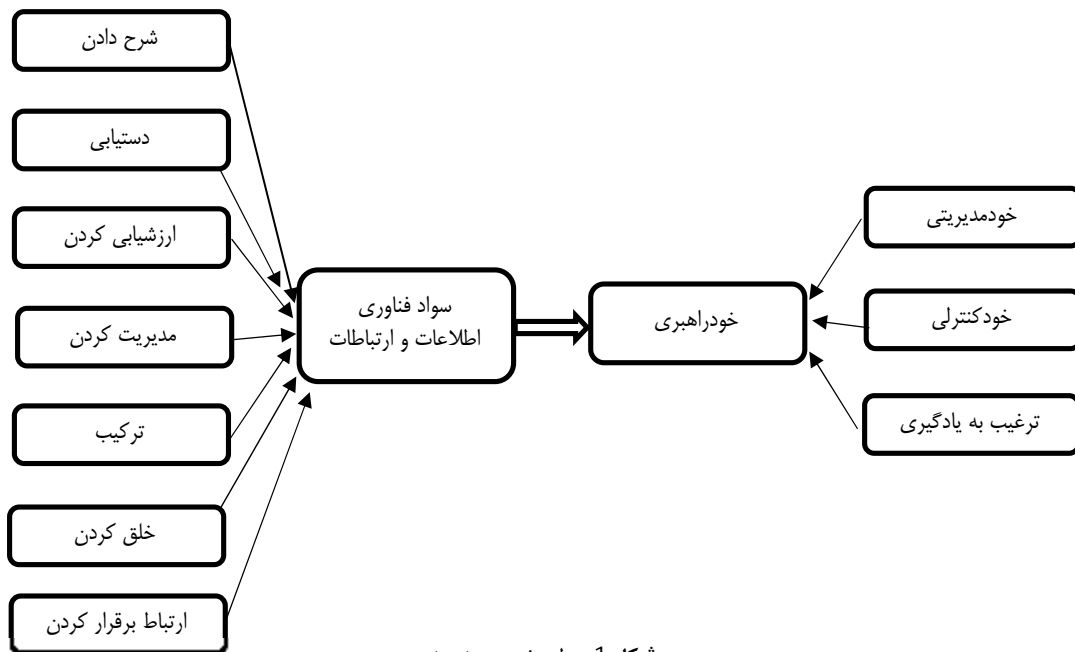 شرح دادن
دستیابی
ارزشیابی کردن
مدیریت کردن
ترکیب
خلق کردن
ارتباط برقرار کردن
سواد فناوری
اطلاعات و ارتباطات
خودراهبری
خودمدیریتی
خودکنترلی
ترغیب به یادگیری